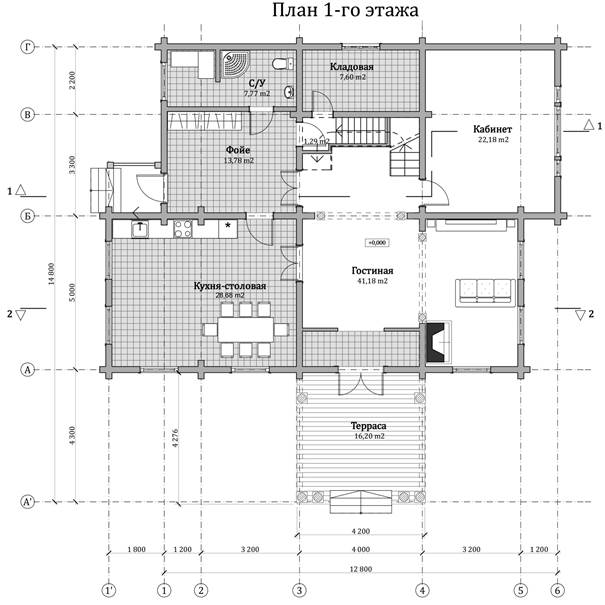 План 1-го этажа
Г
2 200
С/У
7,77 m2
Кладовая
7,60 m2
В
Кабинет
22,18 m2
1
1,29 m2
Фойе
13,78 m2
3 300
1
Б
±0,000
14 800
5 000
Кухня-столовая
28,68 m2
Гостиная
41,18 m2
2
2
А
4 300
4 276
Терраса
16,20 m2
А'
4 200
1 800
1 200
3 200
4 000
3 200
1 200
12 800
1'
1
2
3
4
5
6